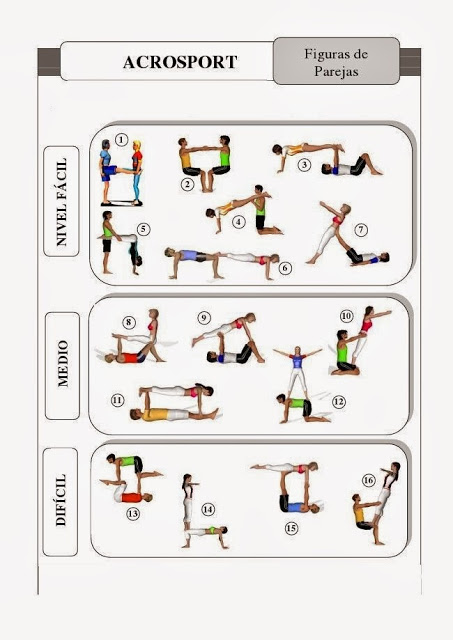 ACROSPORT
Figuras de
Parejas
NIVEL FÁCIL
1
2
3
4
5
6
7
MEDIO
8
9
10
11
12
DIFÍCIL
13
14
15
16